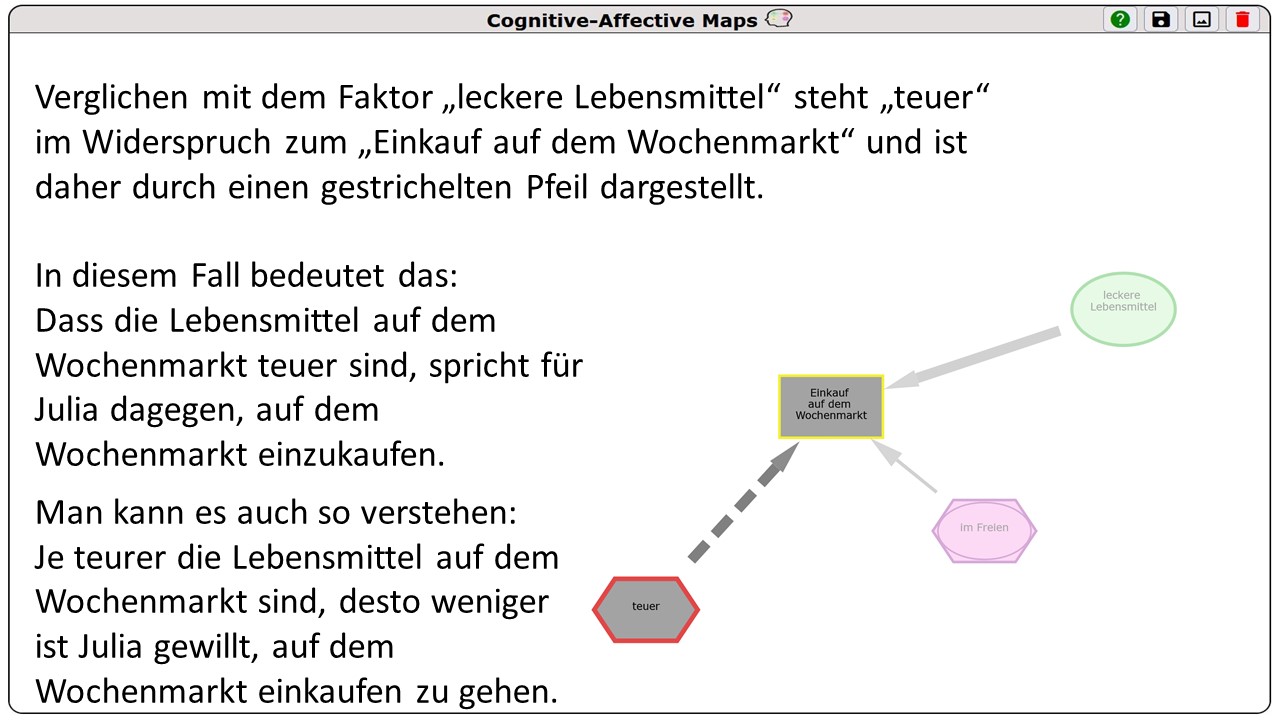 Cognitive-Affective Maps
Verglichen mit dem Faktor „leckere Lebensmittel“ steht „teuer“
im Widerspruch zum „Einkauf auf dem Wochenmarkt“ und ist
daher durch einen gestrichelten Pfeil dargestellt.
In diesem Fall bedeutet das:
Dass die Lebensmittel auf dem
Wochenmarkt teuer sind, spricht für
Julia dagegen, auf dem
Wochenmarkt einzukaufen.
Man kann es auch so verstehen:
Je teurer die Lebensmittel auf dem
Wochenmarkt sind, desto weniger
ist Julia gewillt, auf dem
Wochenmarkt einkaufen zu gehen.
leckere
Lebensmittel
Einkauf
auf dem
Wochenmarkt
im Freien
teuer